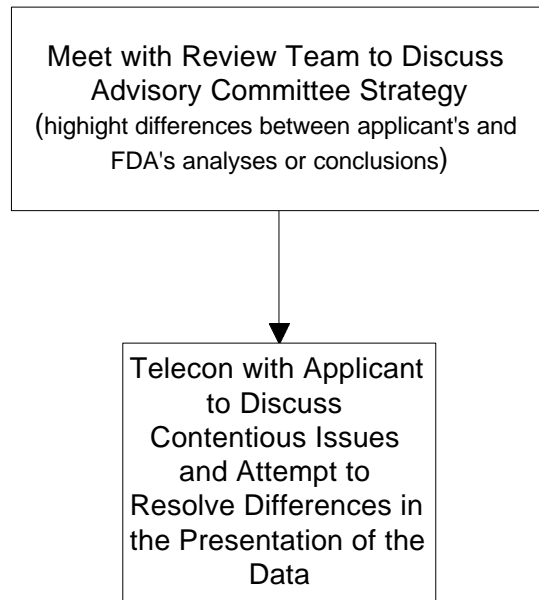 Meet with Review Team to Discuss
Advisory Committee Strategy
(highight differences between applicant's and
FDA's analyses or conclusions)
Telecon with Applicant
to Discuss
Contentious Issues
and Attempt to
Resolve Differences in
the Presentation of the
Data